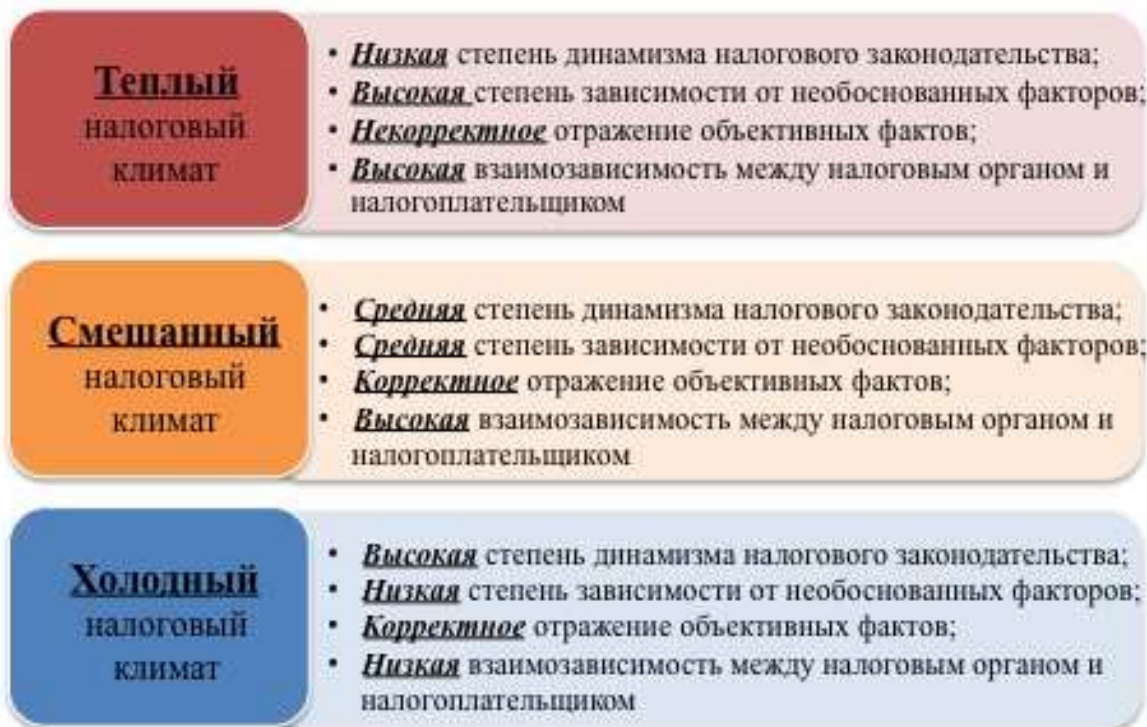 Теплый
налоговый
климат
• Низкая степень динамизма налогового законодательства;
• Высокая степень зависимости от необоснованных факторов;
• Некорректное отражение объективных фактов;
• Высокая взаимозависимость между налоговым органом и
налогоплательщиком
Смешанный
налоговый
климат
• Средняя степень динамизма налогового законодательства;
• Средняя степень зависимости от необоснованных факторов;
• Корректное отражение объективных фактов;
• Высокая взаимозависимость между налоговым органом и
налогоплательщиком
Холодный
налоговый
климат
• Высокая степень динамизма налогового законодательства;
• Низкая степень зависимости от необоснованных факторов;
• Корректное отражение объективных фактов;
• Низкая взаимозависимость между налоговым органом и
налогоплательщиком